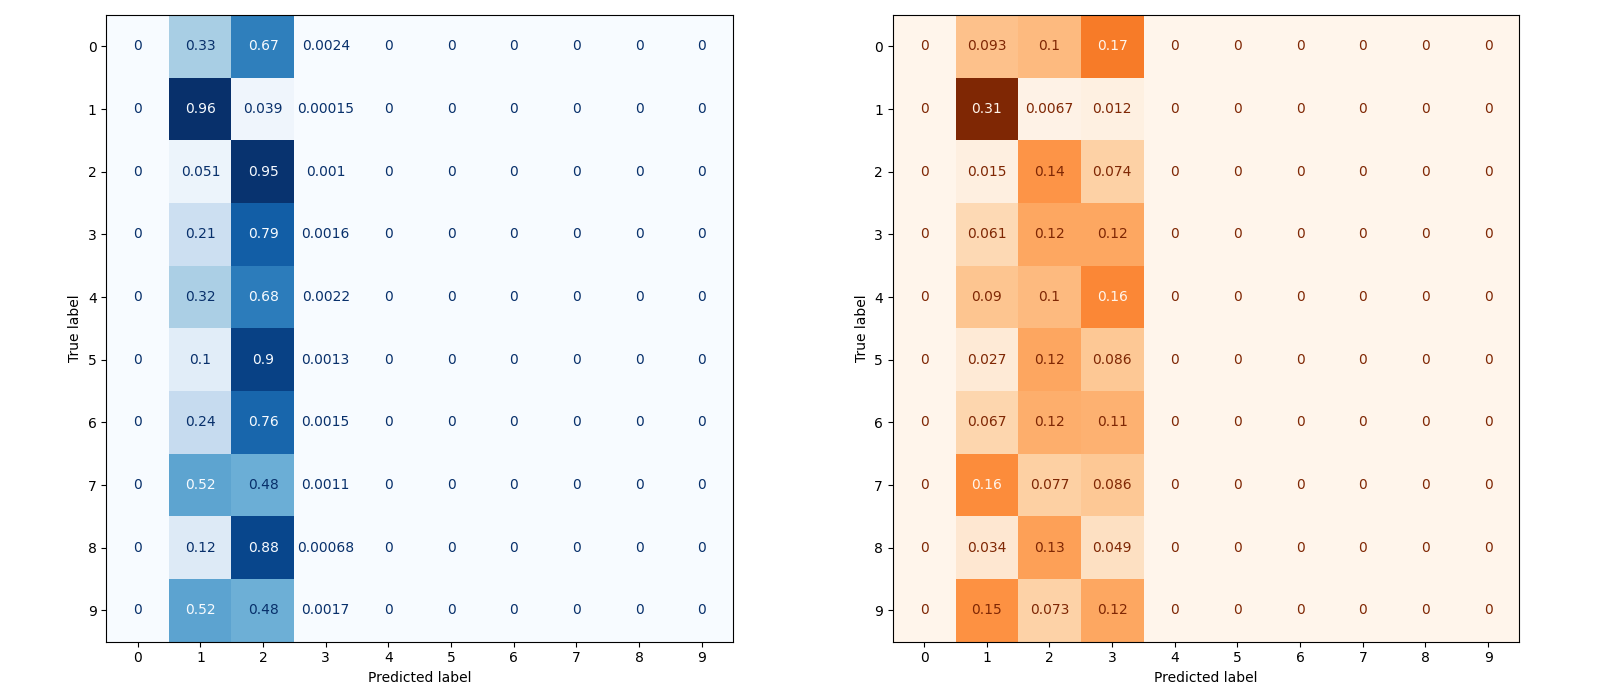 0 0 0.33 0.67 0.0024 0 0 0 0 0 0
1 0 0.96 0.039 0.00015 0 0 0 0 0 0
2 0 0.051 0.95 0.001 0 0 0 0 0 0
3 0 0.21 0.79 0.0016 0 0 0 0 0 0
4 0 0.32 0.68 0.0022 0 0 0 0 0 0
5 0 0.1 0.9 0.0013 0 0 0 0 0 0
6 0 0.24 0.76 0.0015 0 0 0 0 0 0
7 0 0.52 0.48 0.0011 0 0 0 0 0 0
8 0 0.12 0.88 0.00068 0 0 0 0 0 0
9 0 0.52 0.48 0.0017 0 0 0 0 0 0
0 1 2 3 4 5 6 7 8 9
True label
Predicted label
0 0 0.093 0.1 0.17 0 0 0 0 0 0
1 0 0.31 0.0067 0.012 0 0 0 0 0 0
2 0 0.015 0.14 0.074 0 0 0 0 0 0
3 0 0.061 0.12 0.12 0 0 0 0 0 0
4 0 0.09 0.1 0.16 0 0 0 0 0 0
5 0 0.027 0.12 0.086 0 0 0 0 0 0
6 0 0.067 0.12 0.11 0 0 0 0 0 0
7 0 0.16 0.077 0.086 0 0 0 0 0 0
8 0 0.034 0.13 0.049 0 0 0 0 0 0
9 0 0.15 0.073 0.12 0 0 0 0 0 0
0 1 2 3 4 5 6 7 8 9
True label
Predicted label